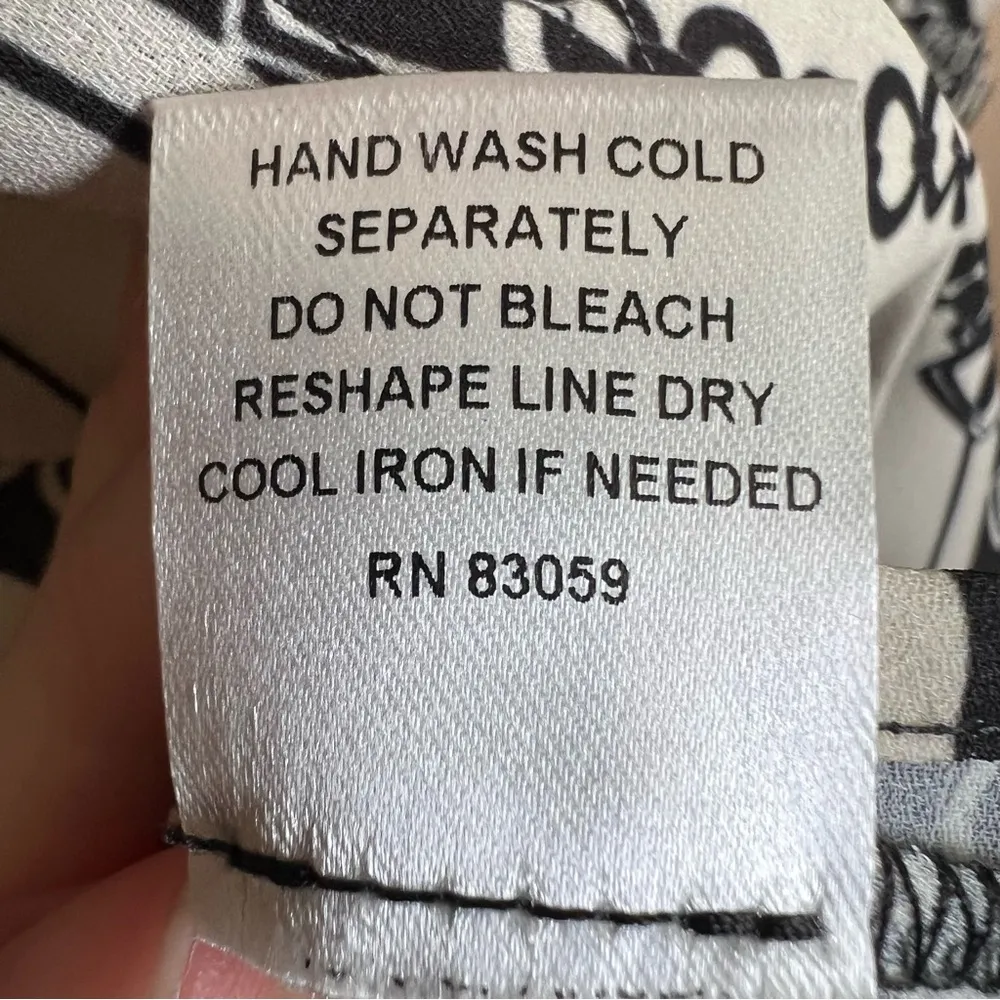 HAND WASH COLD
SEPARATELY
DO NOT BLEACH
RESHAPE LINE DRY
COOL IRON IF NEEDED
RN 83059